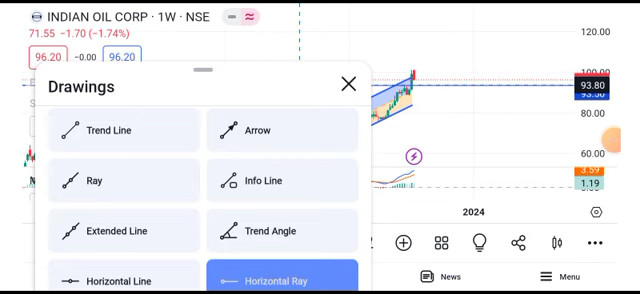 INDIAN OIL CORP · 1W · NSE
71.55 −1.70 (−1.74%)
96.20 −0.00 96.20
Drawings
Trend Line
Arrow
Ray
Info Line
Extended Line
Trend Angle
Horizontal Line
Horizontal Ray
120.00
100.00
93.80
93.50
80.00
60.00
3.59
1.19
2024
News
Menu